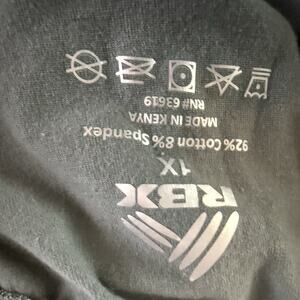 RBX
1X
92% Cotton 8% Spandex
MADE IN KENYA
RN# 63619